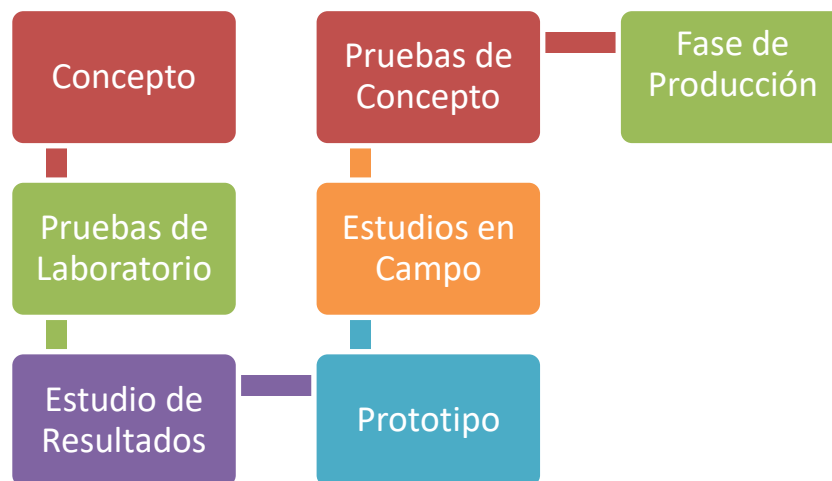 Concepto
Pruebas de
Laboratorio
Estudio de
Resultados
Prototipo
Estudios en
Campo
Pruebas de
Concepto
Fase de
Producción